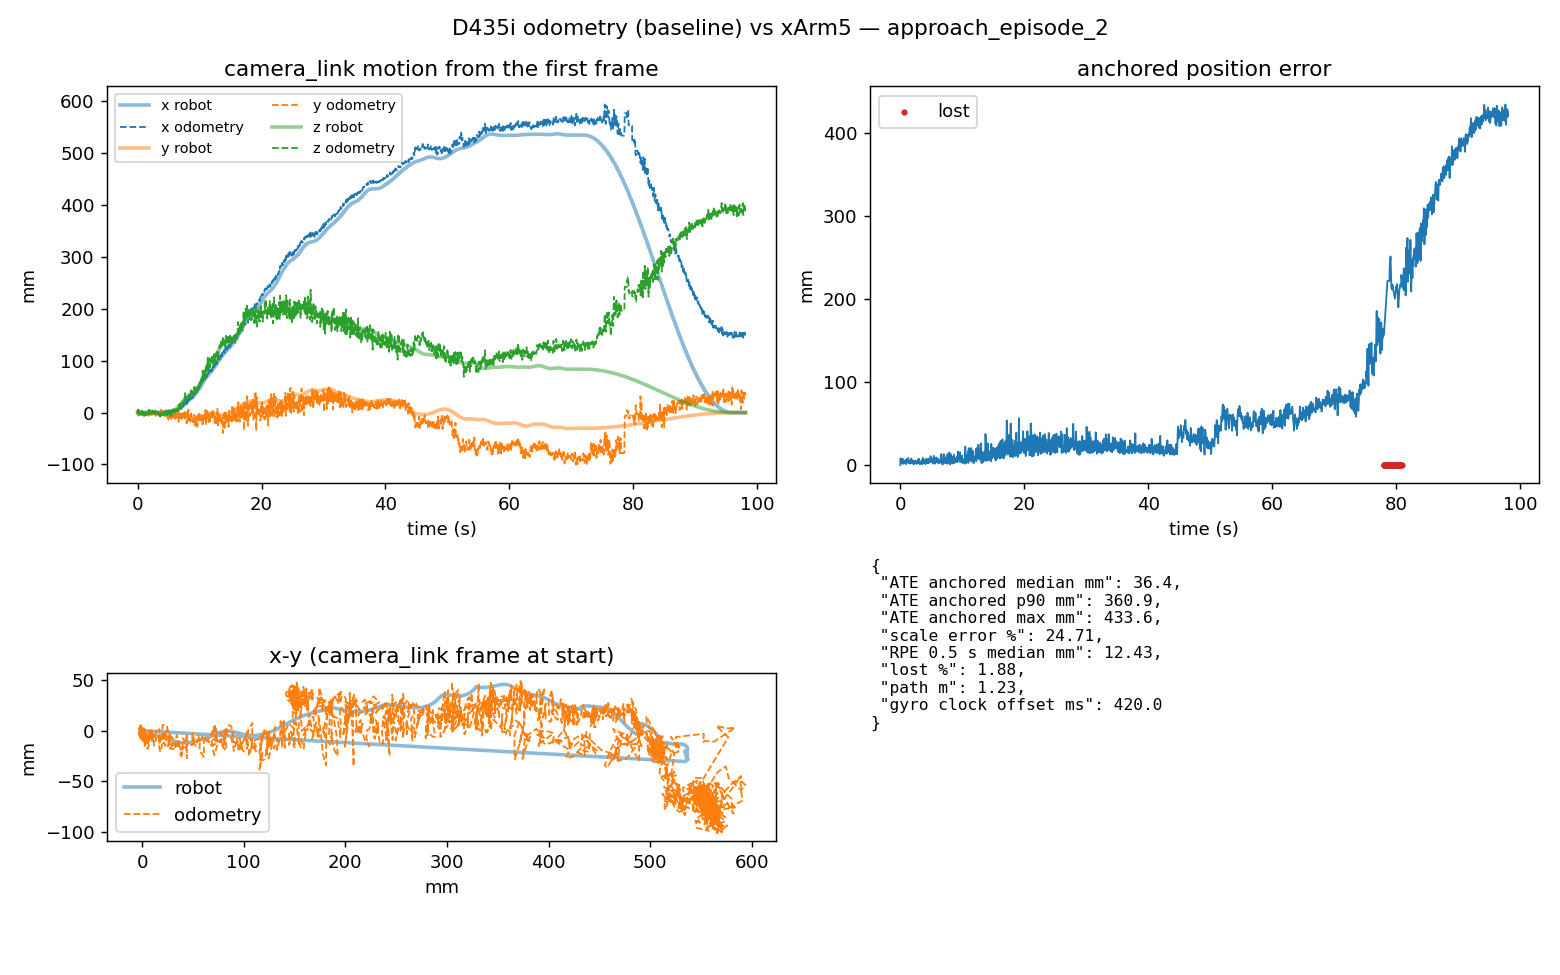 D435i odometry (baseline) vs xArm5 — approach_episode_2
camera_link motion from the first frame
x robot
x odometry
y robot
y odometry
z robot
z odometry
600
500
400
300
200
100
0
−100
mm
0 20 40 60 80 100
time (s)
anchored position error
lost
400
300
200
100
0
mm
0 20 40 60 80 100
time (s)
x-y (camera_link frame at start)
50
0
−50
−100
mm
robot
odometry
0 100 200 300 400 500 600
mm
{
"ATE anchored median mm": 36.4,
"ATE anchored p90 mm": 360.9,
"ATE anchored max mm": 433.6,
"scale error %": 24.71,
"RPE 0.5 s median mm": 12.43,
"lost %": 1.88,
"path m": 1.23,
"gyro clock offset ms": 420.0
}